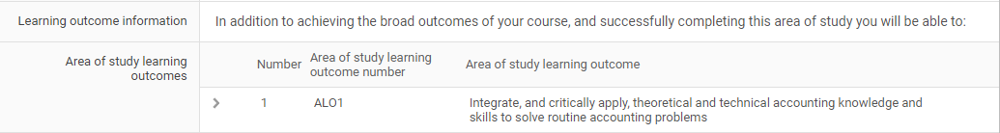 Learning outcome information
In addition to achieving the broad outcomes of your course, and successfully completing this area of study you will be able to:
Area of study learning
outcomes
Number
Area of study learning
outcome number
Area of study learning outcome
1
ALO1
Integrate, and critically apply, theoretical and technical accounting knowledge and
skills to solve routine accounting problems